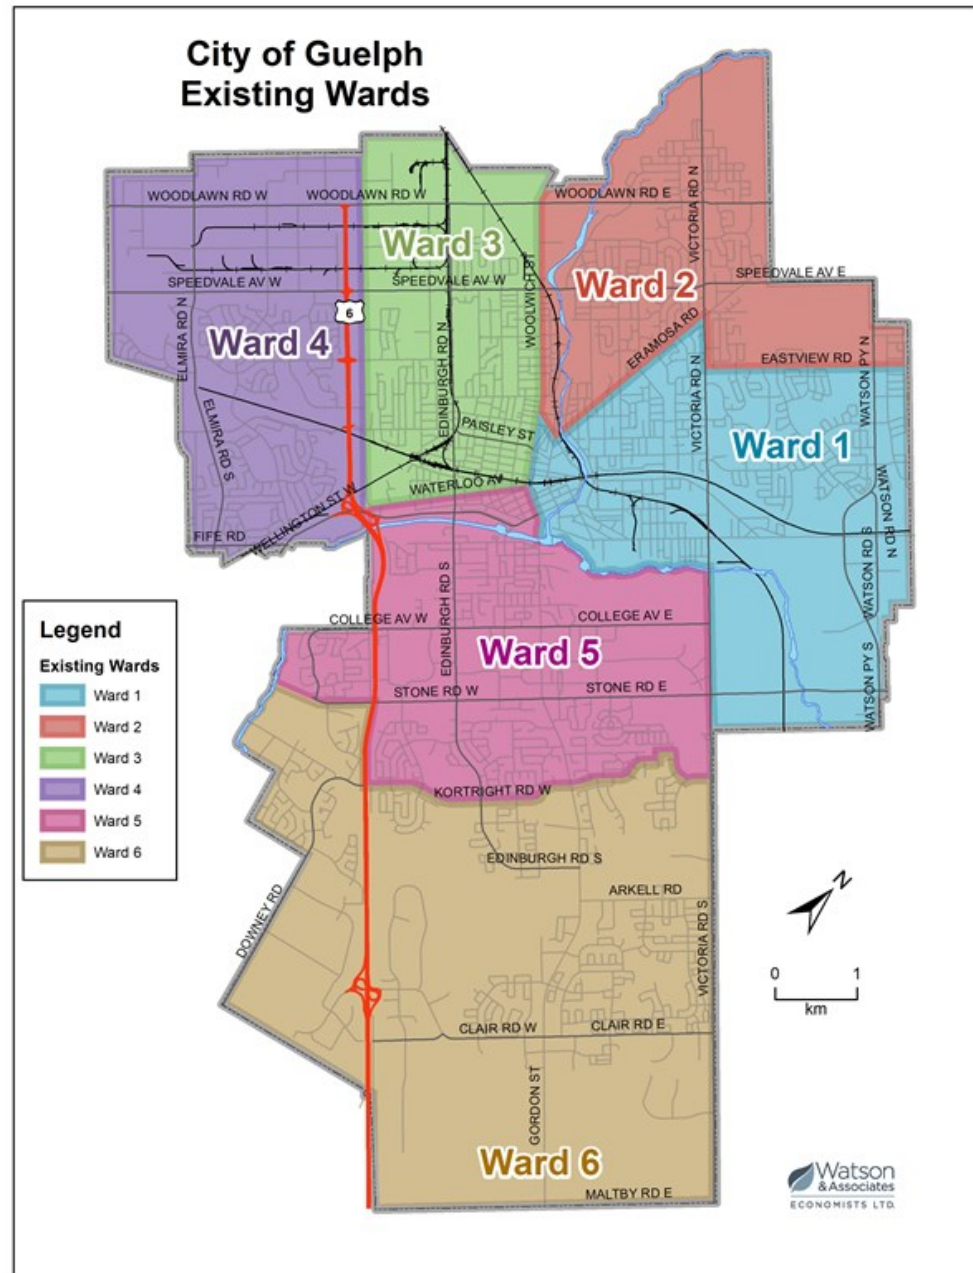 City of Guelph
Existing Wards
WOODLAWN RD W
WOODLAWN RD W
WOODLAWN RD E
VICTORIA RD N
Ward 3
WOOLWICH ST
SPEEDVALE AV W
SPEEDVALE AV W
SPEEDVALE AV E
Ward 2
6
ELMIRA RD N
Ward 4
EDINBURGH RD N
ERAMOSA RD
EASTVIEW RD
WATSON PY N
VICTORIA RD N
ELMIRA RD S
PAISLEY ST
Ward 1
WATERLOO AV
WELLINGTON ST W
FIFE RD
WATSON RD N
WATSON RD S
EDINBURGH RD S
COLLEGE AV W
COLLEGE AV E
Ward 5
STONE RD W
STONE RD E
WATSON PY S
Legend
Existing Wards
Ward 1
Ward 2
Ward 3
Ward 4
Ward 5
Ward 6
KORTRIGHT RD W
EDINBURGH RD S
ARKELL RD
DOWNEY RD
VICTORIA RD S
N
0 1
km
CLAIR RD W
CLAIR RD E
GORDON ST
Ward 6
MALTBY RD E
Watson
& Associates
ECONOMISTS LTD.